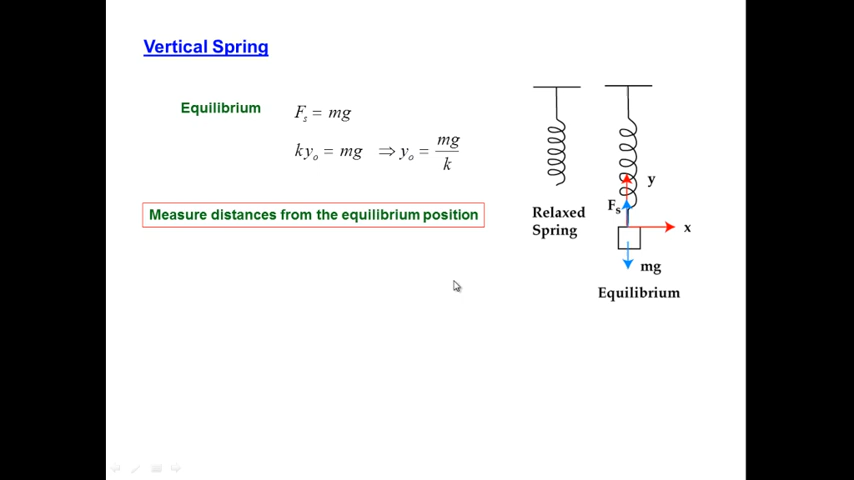 Vertical Spring
Equilibrium
F_s = mg
ky_o = mg ⇒ y_o = mg/k
Measure distances from the equilibrium position
y
F_s
Relaxed
Spring
x
mg
Equilibrium